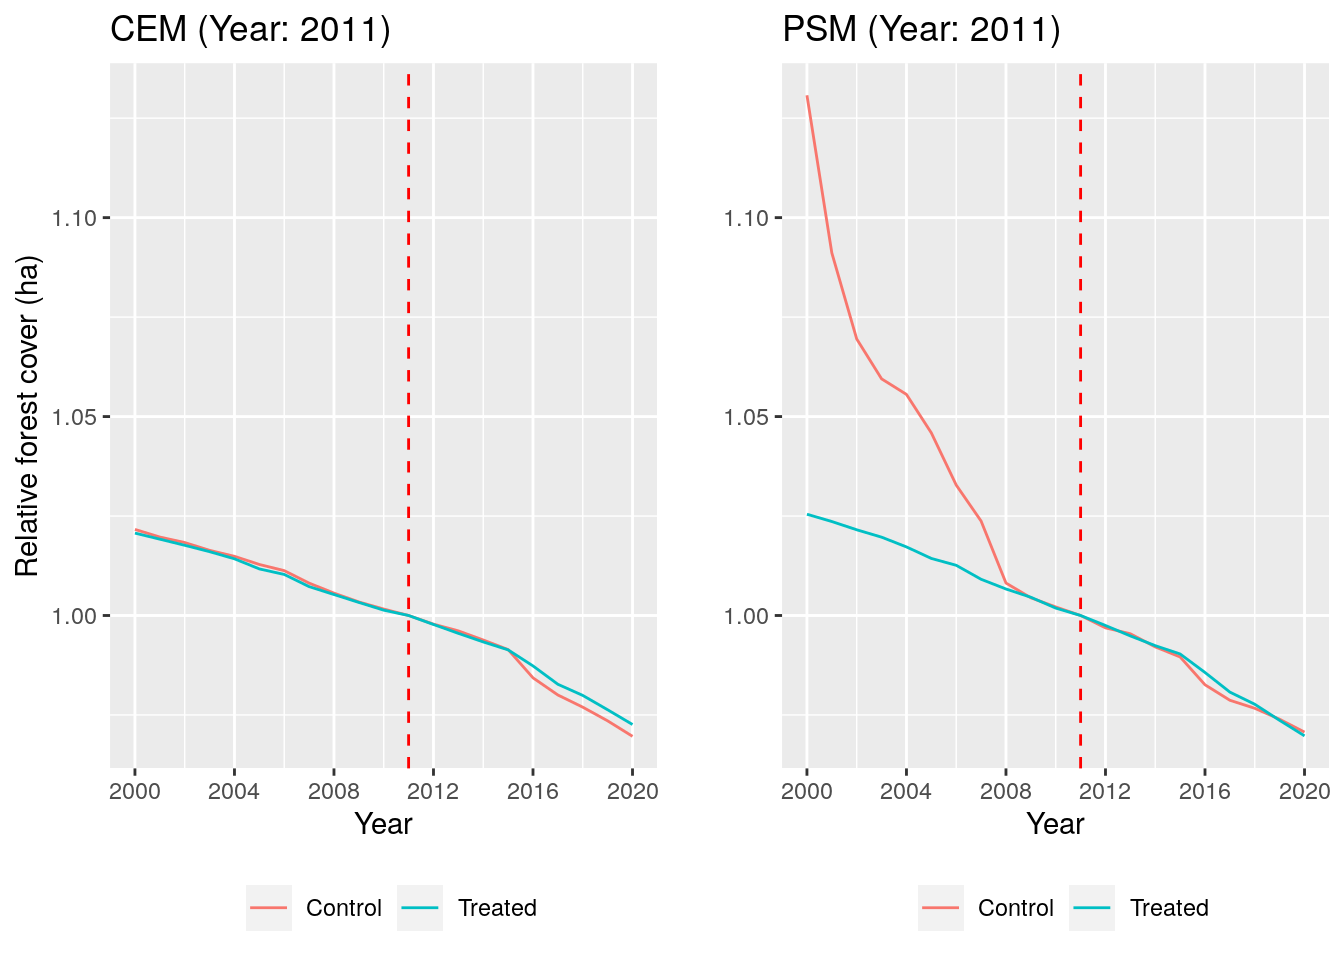 CEM (Year: 2011)
Relative forest cover (ha)
1.10
1.05
1.00
2000 2004 2008 2012 2016 2020
Year
Control Treated
PSM (Year: 2011)
1.10
1.05
1.00
2000 2004 2008 2012 2016 2020
Year
Control Treated